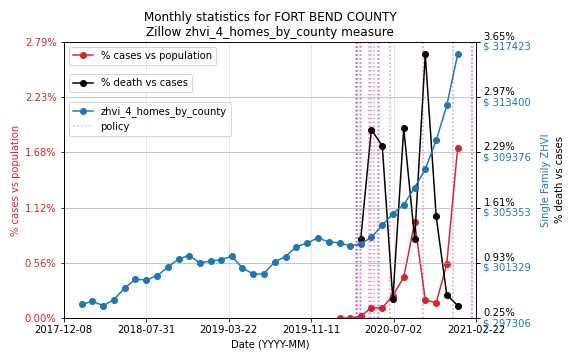 Monthly statistics for FORT BEND COUNTY
Zillow zhvi_4_homes_by_county measure
2.79%
2.23%
1.68%
1.12%
0.56%
0.00%
% cases vs population
% cases vs population
% death vs cases
zhvi_4_homes_by_county
policy
3.65%
$ 317423
2.97%
$ 313400
2.29%
$ 309376
1.61%
$ 305353
0.93%
$ 301329
0.25%
$ 297306
Single Family ZHVI
% death vs cases
2017-12-08
2018-07-31
2019-03-22
2019-11-11
2020-07-02
2021-02-22
Date (YYYY-MM)